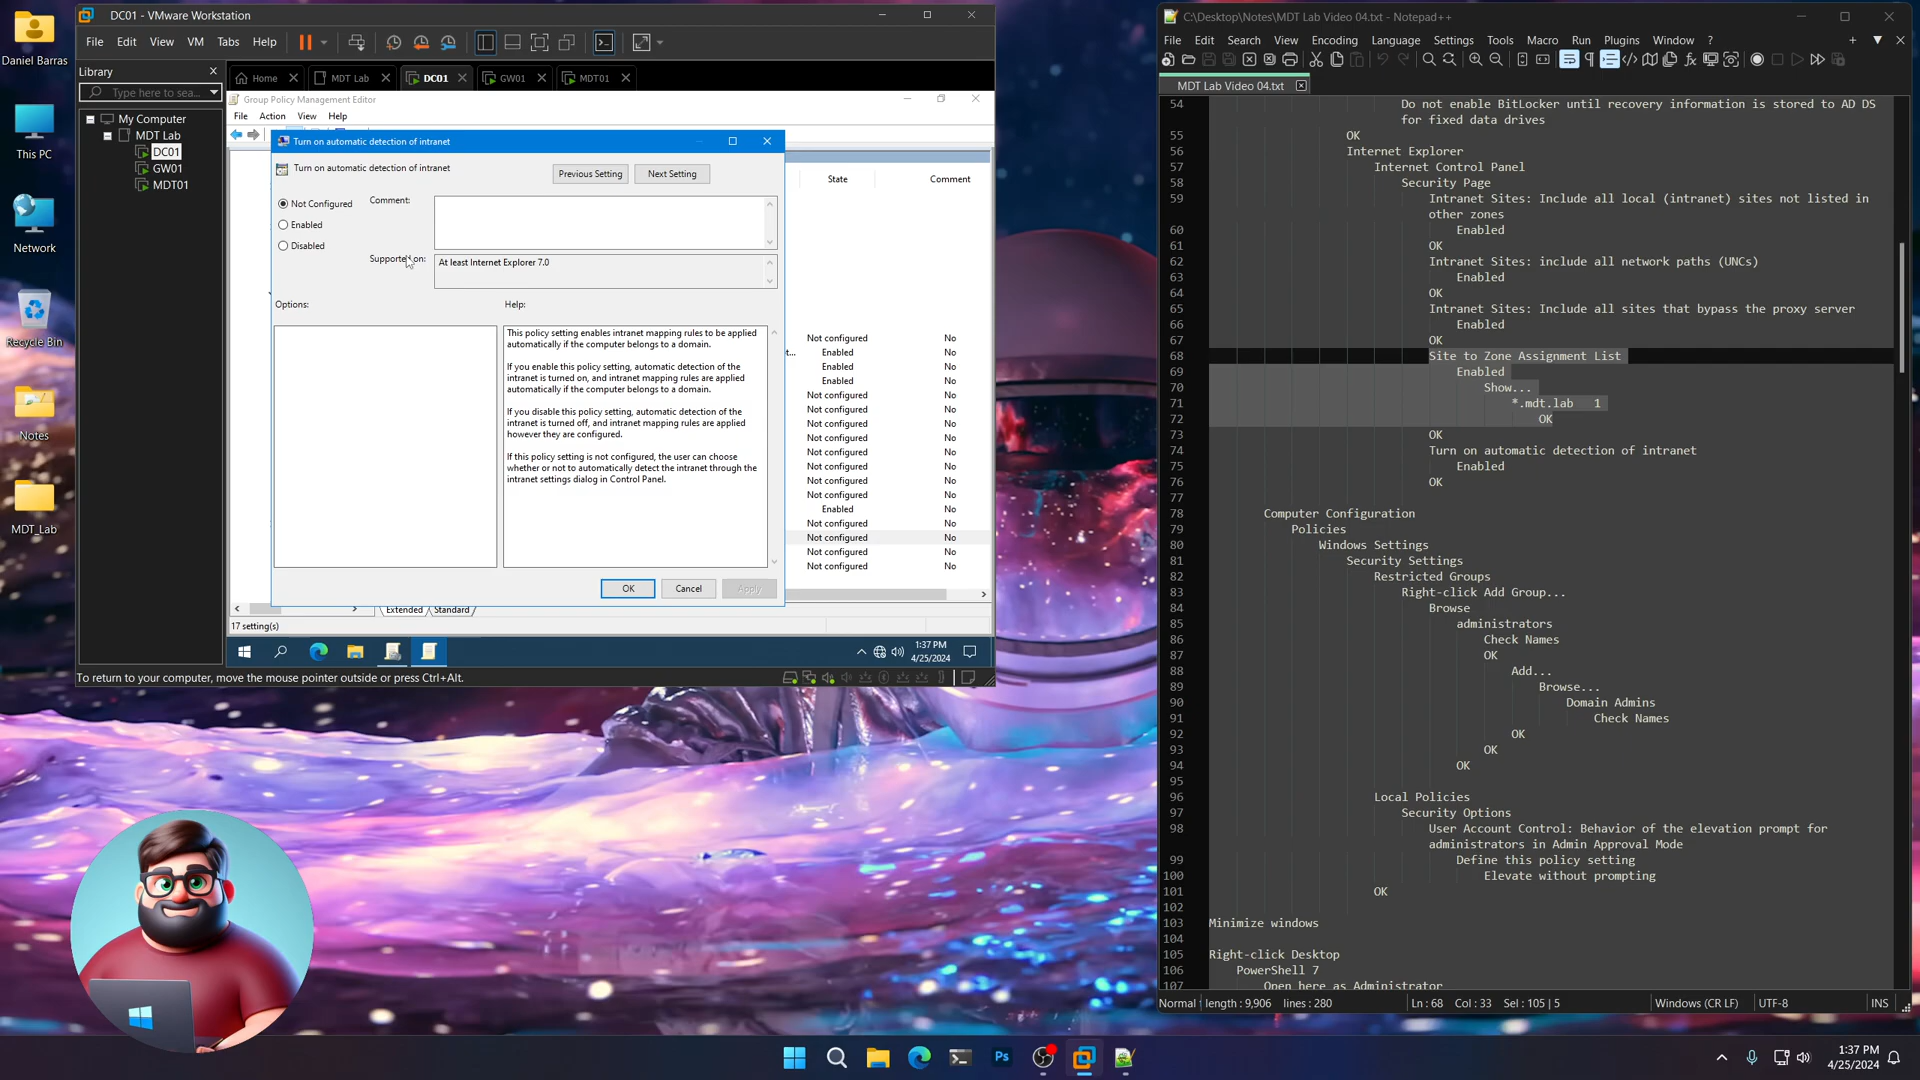 Daniel Barras
This PC
Network
Recycle Bin
Notes
MDT_Lab
DC01 - VMware Workstation
File Edit View VM Tabs Help
Library
Type here to sea...
My Computer
MDT Lab
DC01
GW01
MDT01
Home MDT Lab DC01 GW01 MDT01
Group Policy Management Editor
File Action View Help
Turn on automatic detection of intranet
Turn on automatic detection of intranet
Previous Setting Next Setting
Not Configured
Enabled
Disabled
Comment:
Supported on:
At least Internet Explorer 7.0
Options:
Help:
This policy setting enables intranet mapping rules to be applied
automatically if the computer belongs to a domain.
If you enable this policy setting, automatic detection of the
intranet is turned on, and intranet mapping rules are applied
automatically if the computer belongs to a domain.
If you disable this policy setting, automatic detection of the
intranet is turned off, and intranet mapping rules are applied
however they are configured.
If this policy setting is not configured, the user can choose
whether or not to automatically detect the intranet through the
intranet settings dialog in Control Panel.
OK Cancel Apply
State Comment
Not configured No
t... Enabled No
Enabled No
Enabled No
Not configured No
Not configured No
Not configured No
Not configured No
Not configured No
Not configured No
Not configured No
Not configured No
Enabled No
Not configured No
Not configured No
Not configured No
Not configured No
Extended Standard
17 setting(s)
1:37 PM
4/25/2024
To return to your computer, move the mouse pointer outside or press Ctrl+Alt.
C:\Desktop\Notes\MDT Lab Video 04.txt - Notepad++
File Edit Search View Encoding Language Settings Tools Macro Run Plugins Window ?
MDT Lab Video 04.txt
54 Do not enable BitLocker until recovery information is stored to AD DS
for fixed data drives
55 OK
56 Internet Explorer
57 Internet Control Panel
58 Security Page
59 Intranet Sites: Include all local (intranet) sites not listed in
other zones
60 Enabled
61 OK
62 Intranet Sites: include all network paths (UNCs)
63 Enabled
64 OK
65 Intranet Sites: Include all sites that bypass the proxy server
66 Enabled
67 OK
68 Site to Zone Assignment List
69 Enabled
70 Show...
71 *.mdt.lab 1
72 OK
73 OK
74 Turn on automatic detection of intranet
75 Enabled
76 OK
77
78 Computer Configuration
79 Policies
80 Windows Settings
81 Security Settings
82 Restricted Groups
83 Right-click Add Group...
84 Browse
85 administrators
86 Check Names
87 OK
88 Add...
89 Browse...
90 Domain Admins
91 Check Names
92 OK
93 OK
94 OK
95
96 Local Policies
97 Security Options
98 User Account Control: Behavior of the elevation prompt for
administrators in Admin Approval Mode
99 Define this policy setting
100 Elevate without prompting
101 OK
102
103 Minimize windows
104
105 Right-click Desktop
106 PowerShell 7
107 Open here as Administrator
Normal length : 9,906 lines : 280 Ln : 68 Col : 33 Sel : 105 | 5 Windows (CR LF) UTF-8 INS
Ps
1:37 PM
4/25/2024